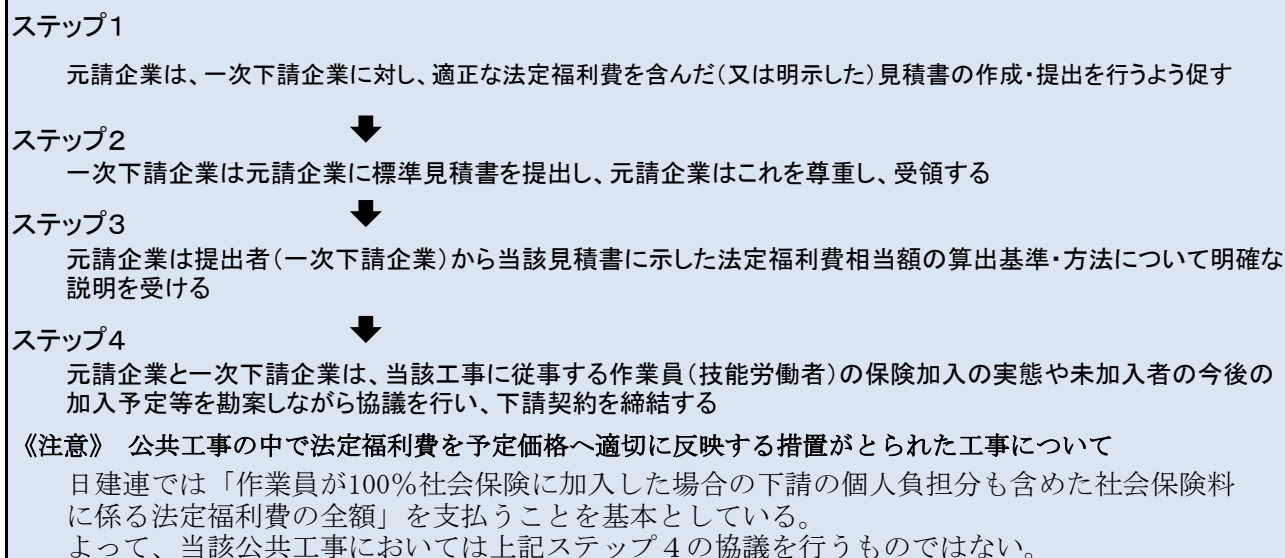 ステップ1
元請企業は、一次下請企業に対し、適正な法定福利費を含んだ(又は明示した)見積書の作成・提出を行うよう促す
ステップ2
一次下請企業は元請企業に標準見積書を提出し、元請企業はこれを尊重し、受領する
ステップ3
元請企業は提出者(一次下請企業)から当該見積書に示した法定福利費相当額の算出基準・方法について明確な
説明を受ける
ステップ4
元請企業と一次下請企業は、当該工事に従事する作業員(技能労働者)の保険加入の実態や未加入者の今後の
加入予定等を勘案しながら協議を行い、下請契約を締結する
《注意》 公共工事の中で法定福利費を予定価格へ適切に反映する措置がとられた工事について
日建連では「作業員が100%社会保険に加入した場合の下請の個人負担分も含めた社会保険料
に係る法定福利費の全額」を支払うことを基本としている。
よって、当該公共工事においては上記ステップ4の協議を行うものではない。